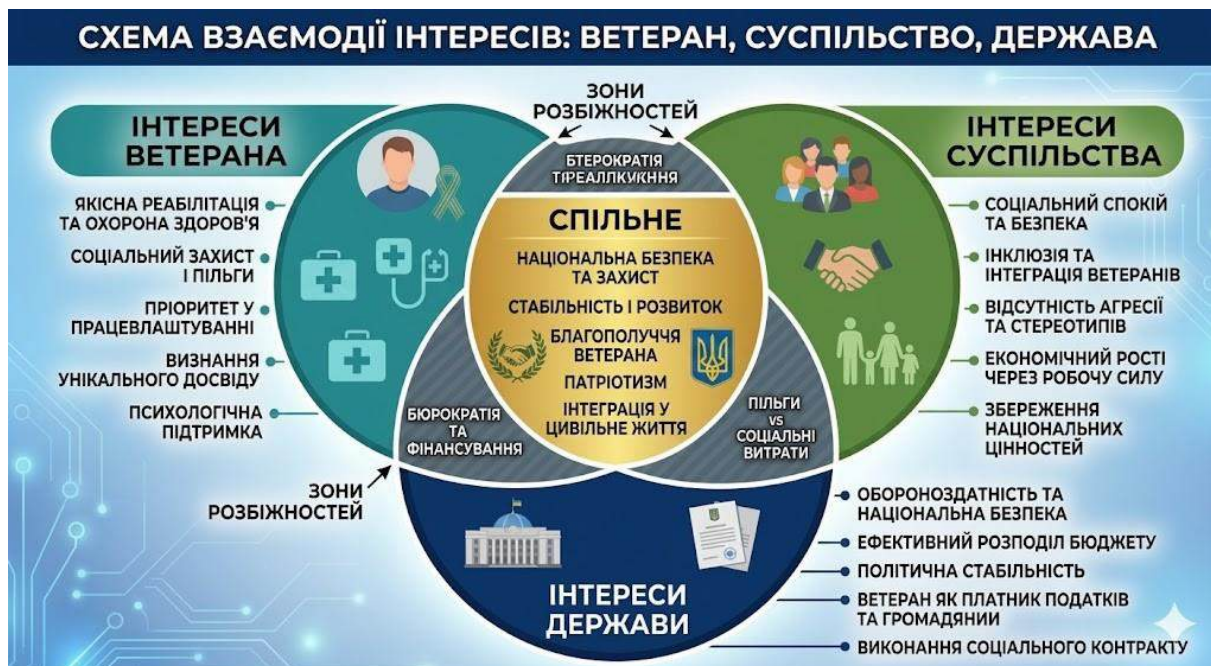 СХЕМА ВЗАЄМОДІЇ ІНТЕРЕСІВ: ВЕТЕРАН, СУСПІЛЬСТВО, ДЕРЖАВА
ЗОНИ
РОЗБІЖНОСТЕЙ
ІНТЕРЕСИ
ВЕТЕРАНА
ЯКІСНА РЕАБІЛІТАЦІЯ
ТА ОХОРОНА ЗДОРОВ'Я
СОЦІАЛЬНИЙ ЗАХИСТ
І ПІЛЬГИ
ПРІОРИТЕТ У
ПРАЦЕВЛАШТУВАННІ
ВИЗНАННЯ
УНІКАЛЬНОГО ДОСВІДУ
ПСИХОЛОГІЧНА
ПІДТРИМКА
БТЕРОКРАТІЯ
СПІЛЬНЕ
НАЦІОНАЛЬНА БЕЗПЕКА
ТА ЗАХИСТ
СТАБІЛЬНІСТЬ І РОЗВИТОК
БЛАГОПОЛУЧЧЯ
ВЕТЕРАНА
ПАТРІОТИЗМ
ІНТЕГРАЦІЯ У
ЦИВІЛЬНЕ ЖИТТЯ
БЮРОКРАТІЯ
ТА
ФІНАНСУВАННЯ
ПІЛЬГИ
VS
СОЦІАЛЬНІ
ВИТРАТИ
ІНТЕРЕСИ
СУСПІЛЬСТВА
СОЦІАЛЬНИЙ СПОКІЙ
ТА БЕЗПЕКА
ІНКЛЮЗІЯ ТА
ІНТЕГРАЦІЯ ВЕТЕРАНІВ
ВІДСУТНІСТЬ АГРЕСІЇ
ТА СТЕРЕОТИПІВ
ЕКОНОМІЧНИЙ РОСТІ
ЧЕРЕЗ РОБОЧУ СИЛУ
ЗБЕРЕЖЕННЯ
НАЦІОНАЛЬНИХ
ЦІННОСТЕЙ
ЗОНИ
РОЗБІЖНОСТЕЙ
ІНТЕРЕСИ
ДЕРЖАВИ
ОБОРОНОЗДАТНІСТЬ ТА
НАЦІОНАЛЬНА БЕЗПЕКА
ЕФЕКТИВНИЙ РОЗПОДІЛ БЮДЖЕТУ
ПОЛІТИЧНА СТАБІЛЬНІСТЬ
ВЕТЕРАН ЯК ПЛАТНИК ПОДАТКІВ
ТА ГРОМАДЯНИИ
ВИКОНАННЯ СОЦІАЛЬНОГО КОНТРАКТУ